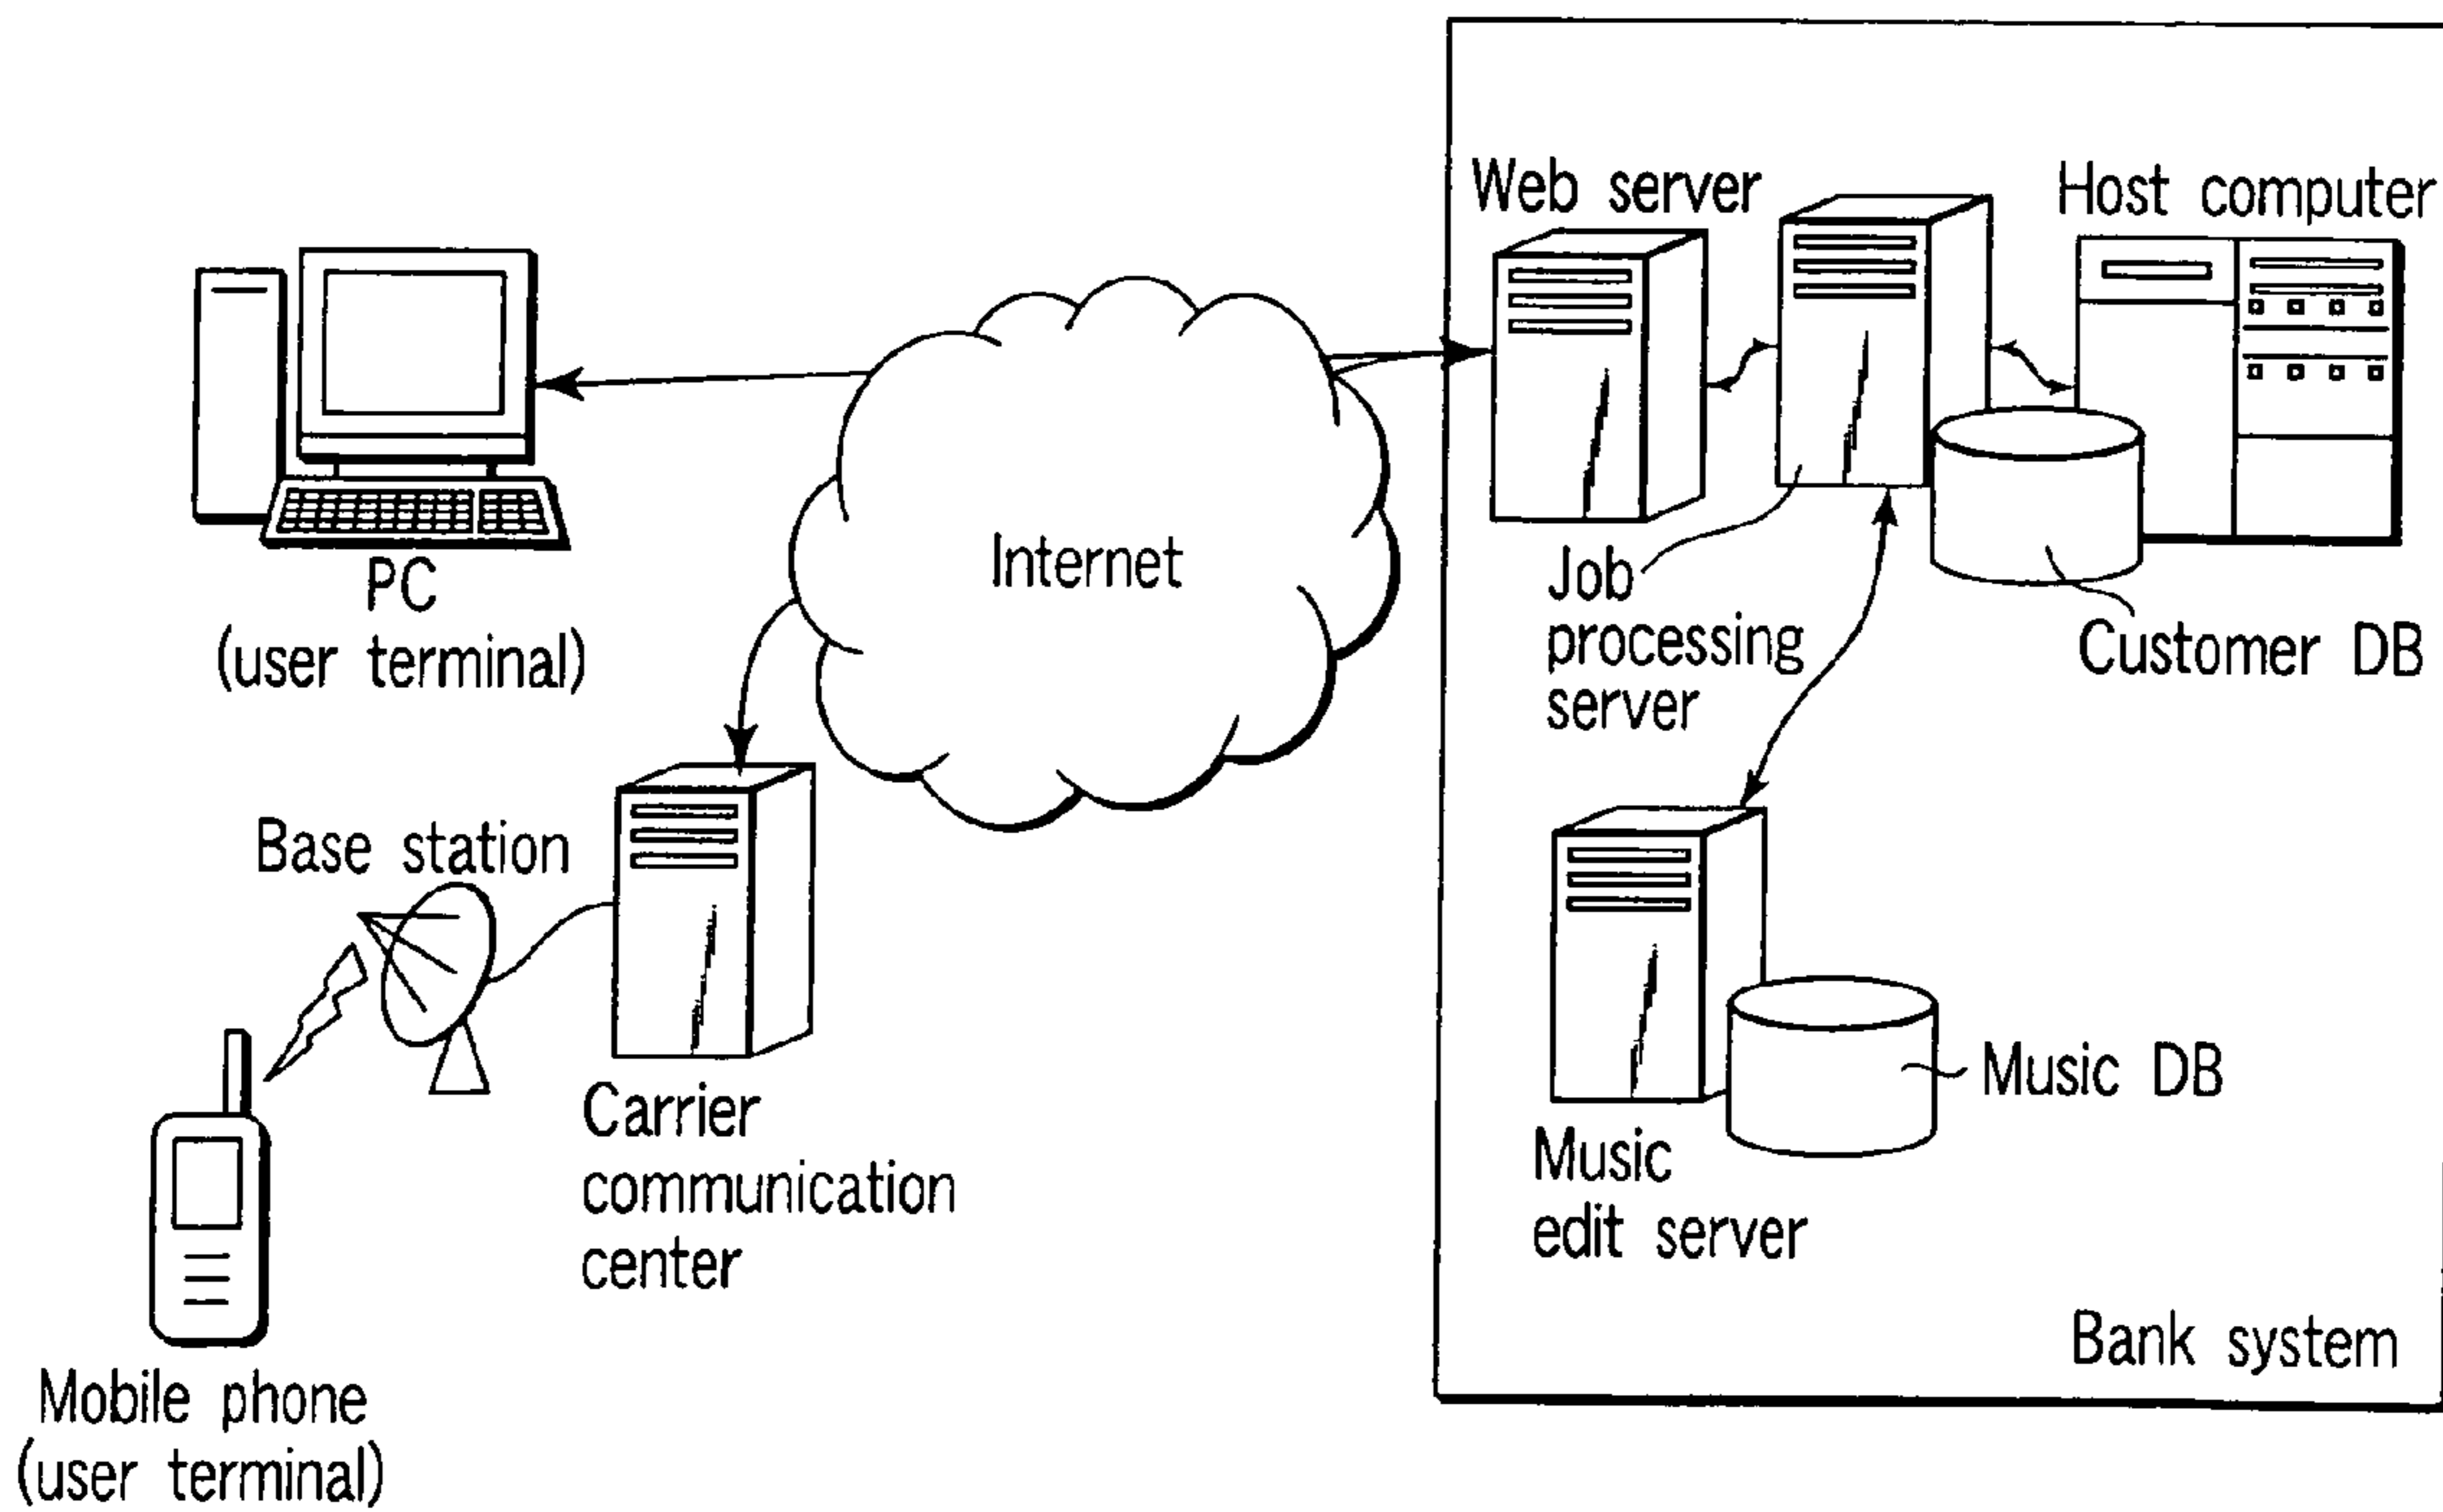 Web server
Host computer
PC
(user terminal)
Internet
Job
processing
server
Customer DB
Base station
Carrier
communication
center
Music DB
Music
edit server
Mobile phone
(user terminal)
Bank system